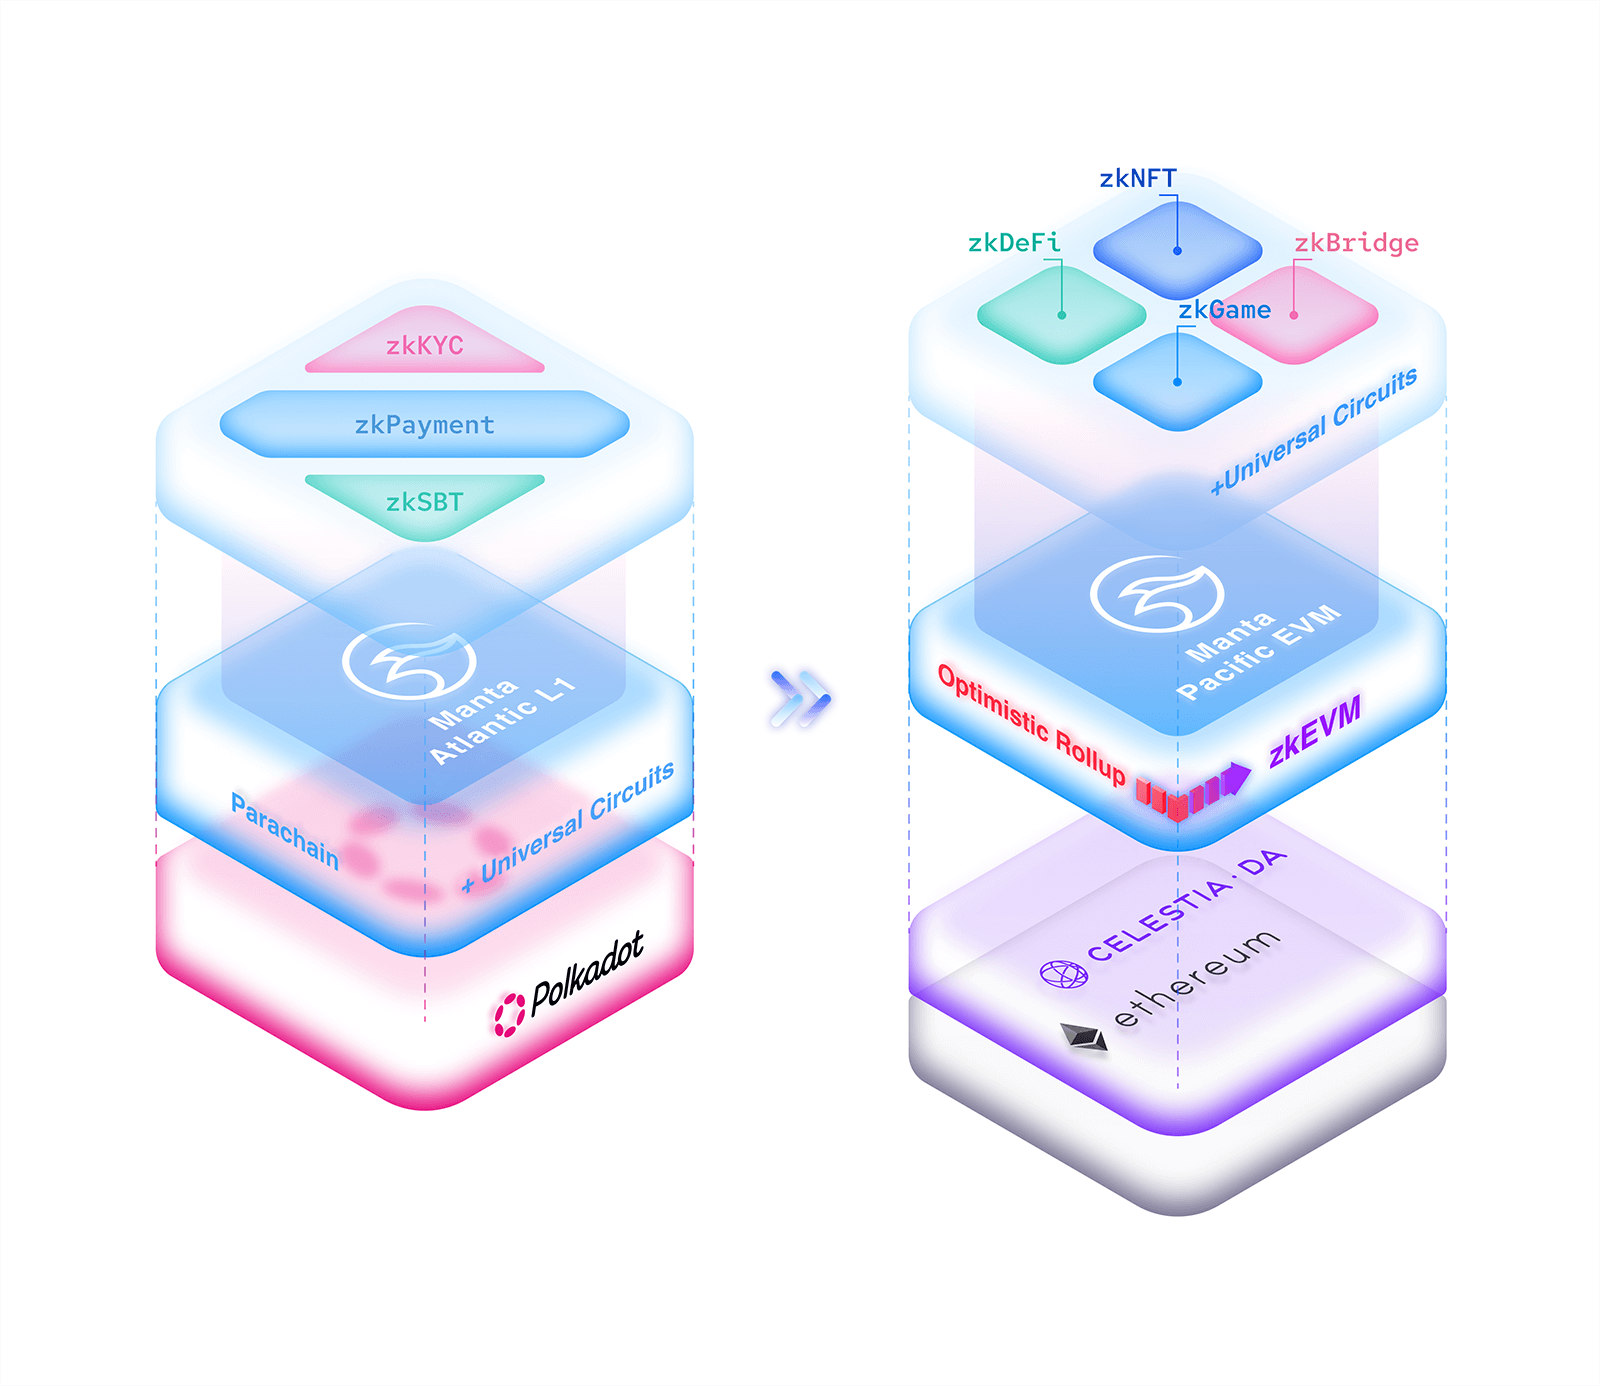 zkKYC
zkPayment
zkSBT
Manta
Atlantic L1
Parachain
+ Universal Circuits
Polkadot
zkNFT
zkDeFi
zkBridge
zkGame
+Universal Circuits
Manta
Pacific EVM
Optimistic Rollup
zkEVM
CELESTIA·DA
ethereum